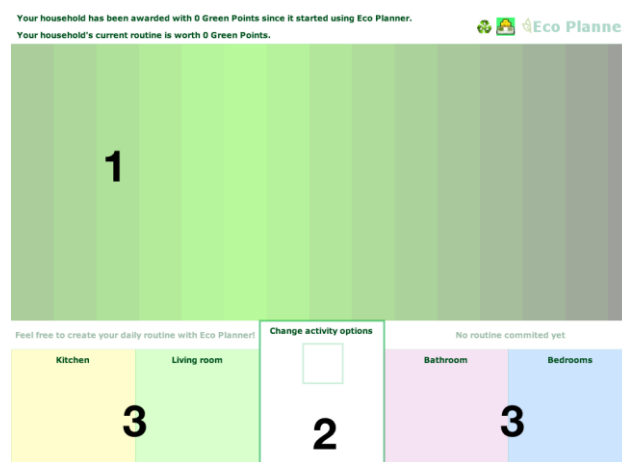 Your household has been awarded with 0 Green Points since it started using Eco Planner.
Your household's current routine is worth 0 Green Points.
Eco Planne
1
Feel free to create your daily routine with Eco Planner!
Change activity options
No routine commited yet
Kitchen
Living room
Bathroom
Bedrooms
3
2
3